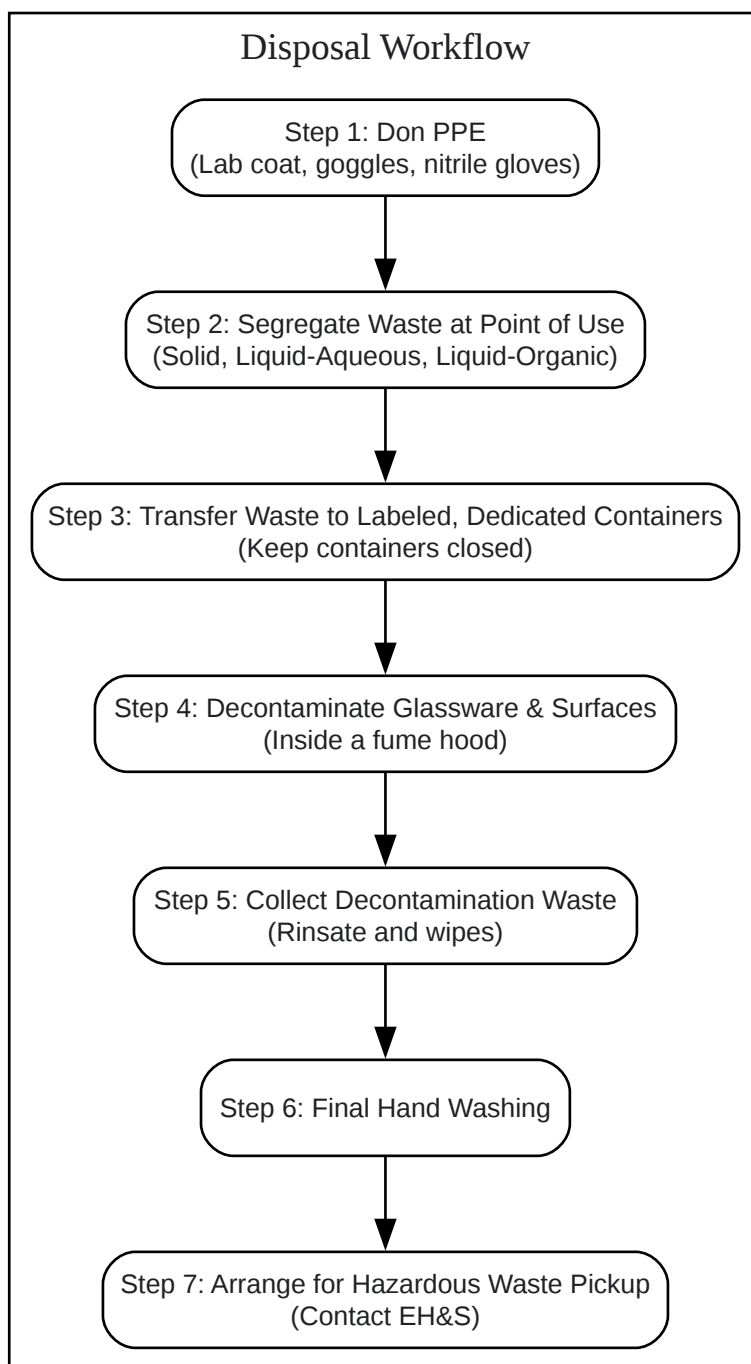 Disposal Workflow
Step 1: Don PPE
(Lab coat, goggles, nitrile gloves)
Step 2: Segregate Waste at Point of Use
(Solid, Liquid-Aqueous, Liquid-Organic)
Step 3: Transfer Waste to Labeled, Dedicated Containers
(Keep containers closed)
Step 4: Decontaminate Glassware & Surfaces
(Inside a fume hood)
Step 5: Collect Decontamination Waste
(Rinsate and wipes)
Step 6: Final Hand Washing
Step 7: Arrange for Hazardous Waste Pickup
(Contact EH&S)